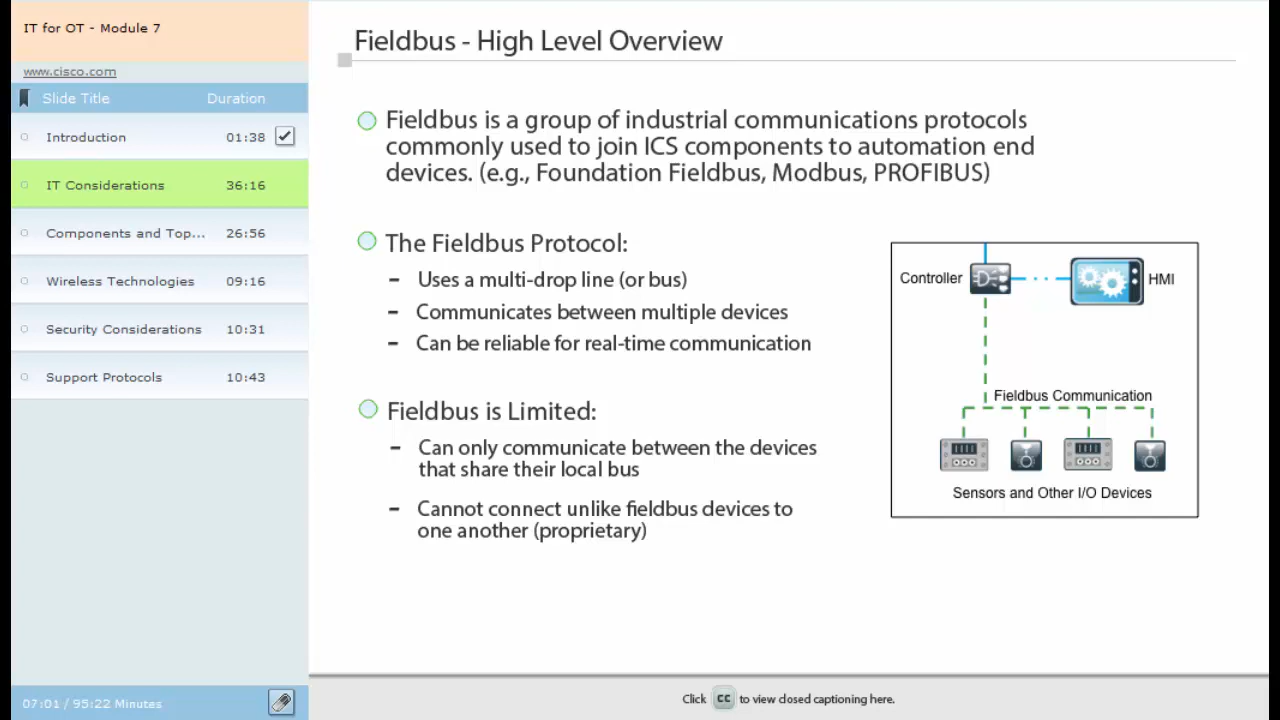 IT for OT - Module 7
www.cisco.com
Slide Title Duration
Introduction 01:38
IT Considerations 36:16
Components and Top... 26:56
Wireless Technologies 09:16
Security Considerations 10:31
Support Protocols 10:43
07:01 / 95:22 Minutes
Fieldbus - High Level Overview
Fieldbus is a group of industrial communications protocols
commonly used to join ICS components to automation end
devices. (e.g., Foundation Fieldbus, Modbus, PROFIBUS)
The Fieldbus Protocol:
- Uses a multi-drop line (or bus)
- Communicates between multiple devices
- Can be reliable for real-time communication
Fieldbus is Limited:
- Can only communicate between the devices
that share their local bus
- Cannot connect unlike fieldbus devices to
one another (proprietary)
Controller
HMI
Fieldbus Communication
Sensors and Other I/O Devices
Click CC to view closed captioning here.